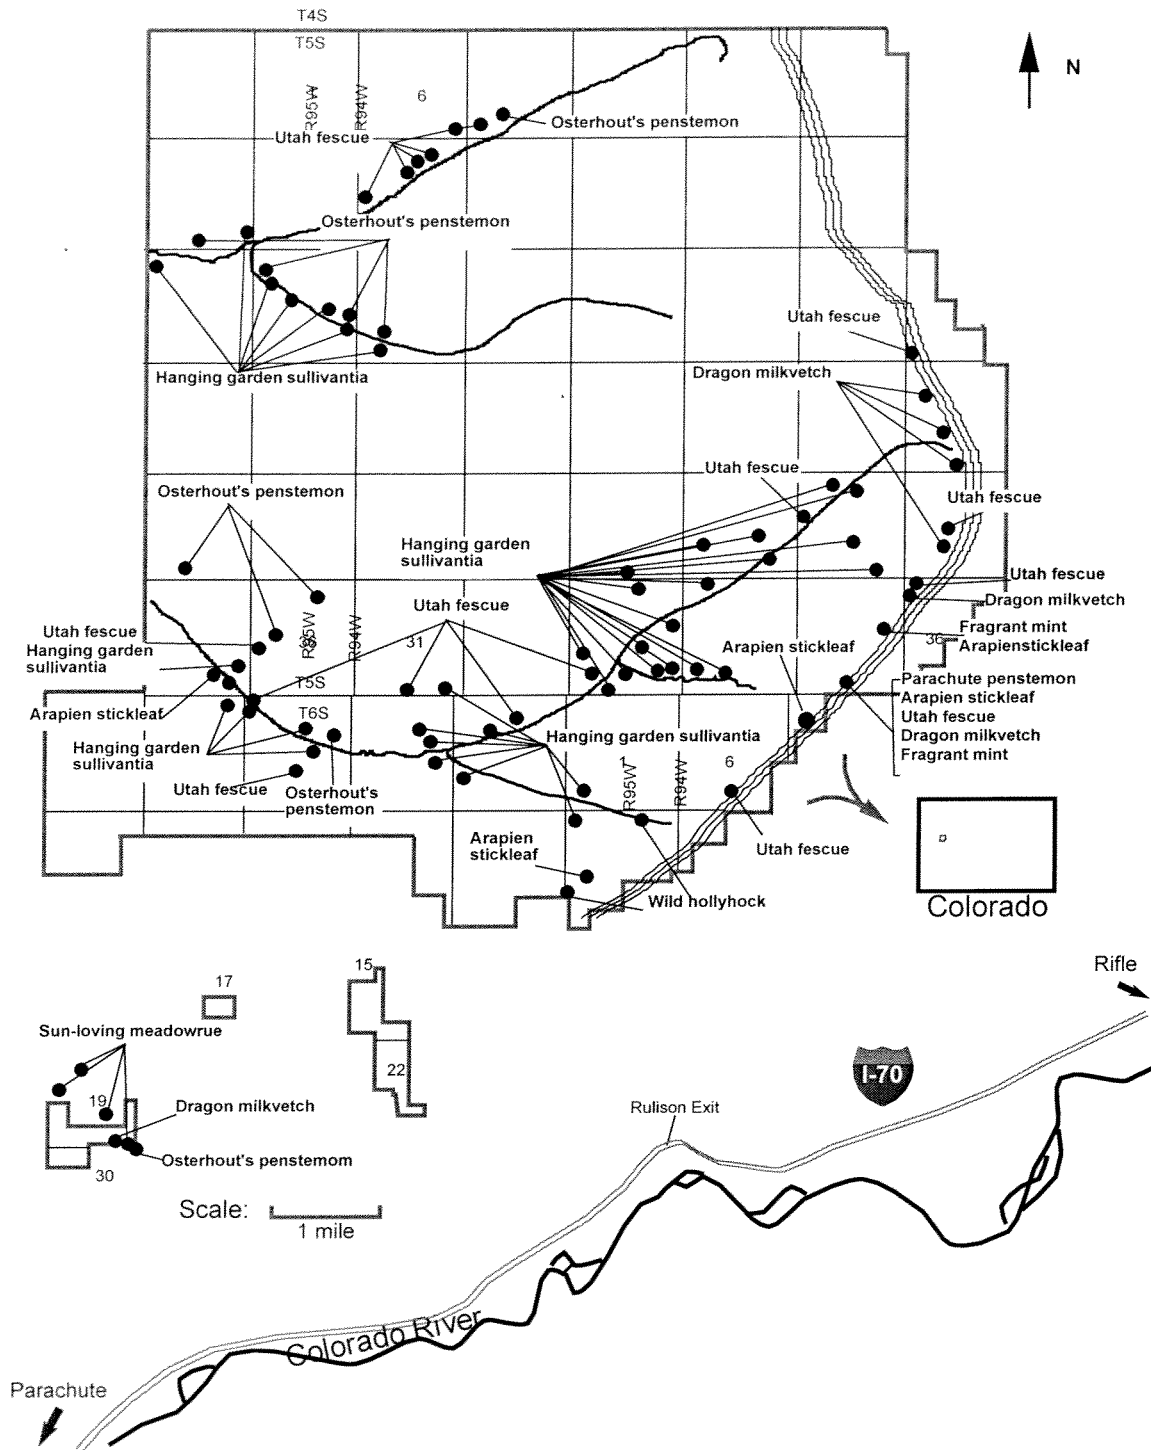 T4S
T5S
N
R95W
R94W
6
Osterhout's penstemon
Utah fescue
Osterhout's penstemon
Utah fescue
Hanging garden sullivantia
Dragon milkvetch
Utah fescue
Osterhout's penstemon
Utah fescue
Hanging garden
sullivantia
Utah fescue
Utah fescue
Dragon milkvetch
Fragrant mint
Arapienstickleaf
36
Utah fescue
Hanging garden
sullivantia
R95W
R94W
31
Arapien stickleaf
T5S
T6S
Arapien stickleaf
Parachute penstemon
Arapien stickleaf
Utah fescue
Dragon milkvetch
Fragrant mint
Hanging garden
sullivantia
Hanging garden sullivantia
Utah fescue
Osterhout's
penstemon
R95W
1
R94W
6
Utah fescue
Arapien
stickleaf
Wild hollyhock
Colorado
17
15
Rifle
Sun-loving meadowrue
22
I-70
19
Dragon milkvetch
Rulison Exit
Osterhout's penstemom
30
Scale:
1 mile
Colorado River
Parachute